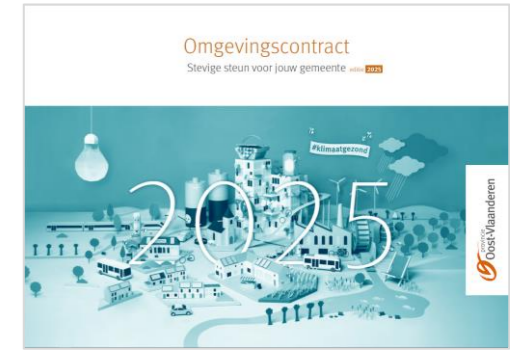 Omgevingscontract
Stevige steun voor jouw gemeente editie 2025
#klimaatgezond
2025
provincie
Oost-Vlaanderen